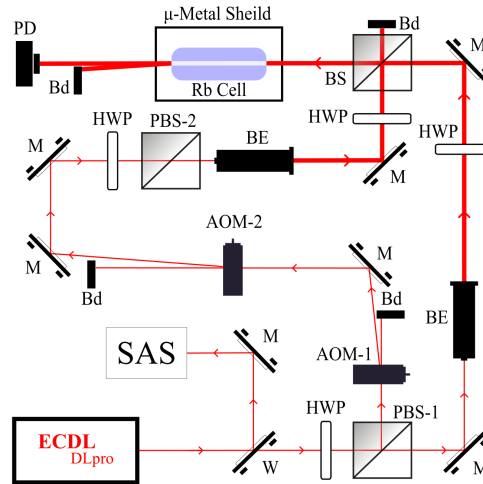 μ-Metal Sheild
Bd
PD
M
BS
Bd
Rb Cell
HWP
PBS-2
HWP
HWP
M
BE
M
AOM-2
M
M
Bd
Bd
BE
M
SAS
AOM-1
HWP
PBS-1
ECDL
DLpro
W
M